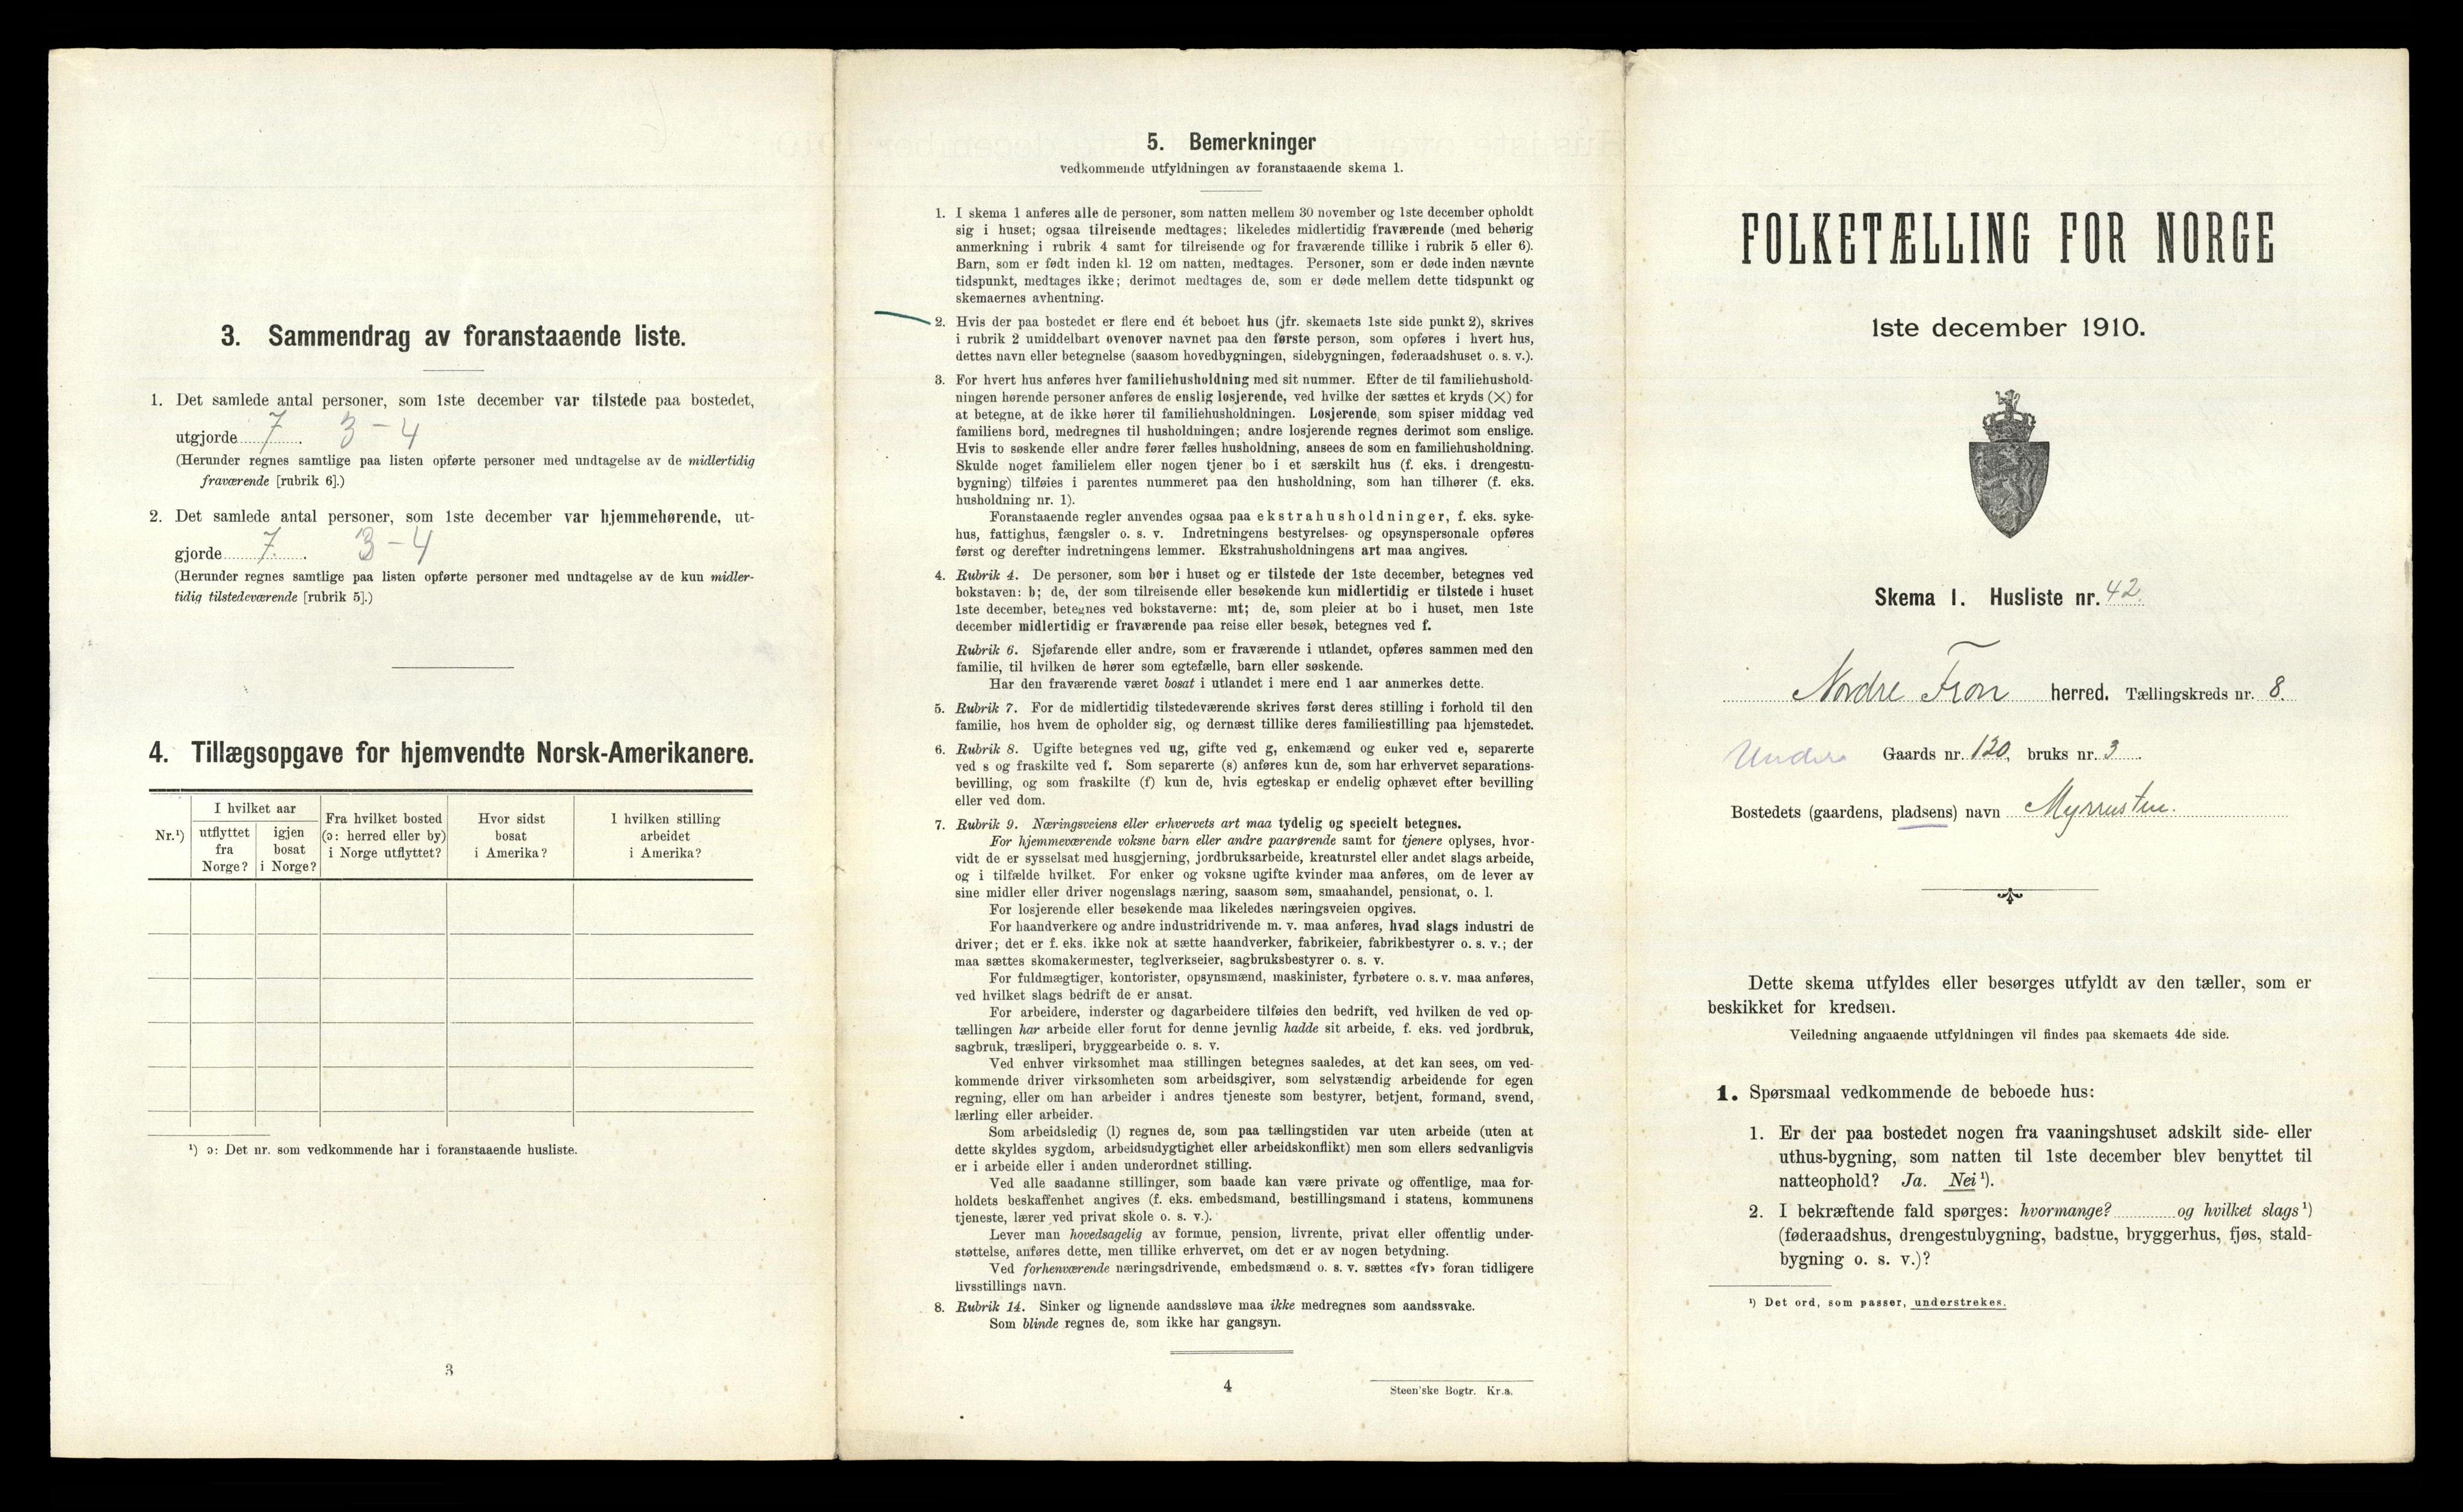 3. Sammendrag av foranstaaende liste.
1. Det samlede antal personer, som 1ste december var tilstede paa bostedet,
utgjorde 7. 3-4
(Herunder regnes samtlige paa listen opførte personer med undtagelse av de midlertidig
fraværende [rubrik 6].)
2. Det samlede antal personer, som 1ste december var hjemmehørende, ut-
gjorde 7. 3-4
(Herunder regnes samtlige paa listen opførte personer med undtagelse av de kun midler-
tidig tilstedeværende [rubrik 5].)
4. Tillægsopgave for hjemvendte Norsk-Amerikanere.
Nr.¹)
I hvilket aar
utflyttet
fra
Norge?
igjen
bosat
i Norge?
Fra hvilket bosted
(ɔ: herred eller by)
i Norge utflyttet?
Hvor sidst
bosat
i Amerika?
I hvilken stilling
arbeidet
i Amerika?
¹) ɔ: Det nr. som vedkommende har i foranstaaende husliste.
3
5. Bemerkninger
vedkommende utfyldningen av foranstaaende skema 1.
1. I skema 1 anføres alle de personer, som natten mellem 30 november og 1ste december opholdt
sig i huset; ogsaa tilreisende medtages; likeledes midlertidig fraværende (med behørig
anmerkning i rubrik 4 samt for tilreisende og for fraværende tillike i rubrik 5 eller 6).
Barn, som er født inden kl. 12 om natten, medtages. Personer, som er døde inden nævnte
tidspunkt, medtages ikke; derimot medtages de, som er døde mellem dette tidspunkt og
skemaernes avhentning.
2. Hvis der paa bostedet er flere end ét beboet hus (jfr. skemaets 1ste side punkt 2), skrives
i rubrik 2 umiddelbart ovenover navnet paa den første person, som opføres i hvert hus,
dettes navn eller betegnelse (saasom hovedbygningen, sidebygningen, føderaadshuset o. s. v.).
3. For hvert hus anføres hver familiehusholdning med sit nummer. Efter de til familiehushold-
ningen hørende personer anføres de enslig losjerende, ved hvilke der sættes et kryds (×) for
at betegne, at de ikke hører til familiehusholdningen. Losjerende, som spiser middag ved
familiens bord, medregnes til husholdningen; andre losjerende regnes derimot som enslige.
Hvis to søskende eller andre fører fælles husholdning, ansees de som en familiehusholdning.
Skulde noget familielem eller nogen tjener bo i et særskilt hus (f. eks. i drengestu-
bygning) tilføies i parentes nummeret paa den husholdning, som han tilhører (f. eks.
husholdning nr. 1).
Foranstaaende regler anvendes ogsaa paa ekstrahusholdninger, f. eks. syke-
hus, fattighus, fængsler o. s. v. Indretningens bestyrelses- og opsynspersonale opføres
først og derefter indretningens lemmer. Ekstrahusholdningens art maa angives.
4. Rubrik 4. De personer, som bor i huset og er tilstede der 1ste december, betegnes ved
bokstaven: b; de, der som tilreisende eller besøkende kun midlertidig er tilstede i huset
1ste december, betegnes ved bokstaverne: mt; de, som pleier at bo i huset, men 1ste
december midlertidig er fraværende paa reise eller besøk, betegnes ved f.
Rubrik 6. Sjøfarende eller andre, som er fraværende i utlandet, opføres sammen med den
familie, til hvilken de hører som egtefælle, barn eller søskende.
Har den fraværende været bosat i utlandet i mere end 1 aar anmerkes dette.
5. Rubrik 7. For de midlertidig tilstedeværende skrives først deres stilling i forhold til den
familie, hos hvem de opholder sig, og dernæst tillike deres familiestilling paa hjemstedet.
6. Rubrik 8. Ugifte betegnes ved ug, gifte ved g, enkemænd og enker ved e, separerte
ved s og fraskilte ved f. Som separerte (s) anføres kun de, som har erhvervet separations-
bevilling, og som fraskilte (f) kun de, hvis egteskap er endelig ophævet efter bevilling
eller ved dom.
7. Rubrik 9. Næringsveiens eller erhvervets art maa tydelig og specielt betegnes.
For hjemmeværende voksne barn eller andre paarørende samt for tjenere oplyses, hvor-
vidt de er sysselsat med husgjerning, jordbruksarbeide, kreaturstel eller andet slags arbeide,
og i tilfælde hvilket. For enker og voksne ugifte kvinder maa anføres, om de lever av
sine midler eller driver nogenslags næring, saasom søm, smaahandel, pensionat, o. l.
For losjerende eller besøkende maa likeledes næringsveien opgives.
For haandverkere og andre industridrivende m. v. maa anføres, hvad slags industri de
driver; det er f. eks. ikke nok at sætte haandverker, fabrikeier, fabrikbestyrer o. s. v.; der
maa sættes skomakermester, teglverkseier, sagbruksbestyrer o. s. v.
For fuldmægtiger, kontorister, opsynsmænd, maskinister, fyrbøtere o. s. v. maa anføres,
ved hvilket slags bedrift de er ansat.
For arbeidere, inderster og dagarbeidere tilføies den bedrift, ved hvilken de ved op-
tællingen har arbeide eller forut for denne jevnlig hadde sit arbeide, f. eks. ved jordbruk,
sagbruk, træsliperi, bryggearbeide o. s. v.
Ved enhver virksomhet maa stillingen betegnes saaledes, at det kan sees, om ved-
kommende driver virksomheten som arbeidsgiver, som selvstændig arbeidende for egen
regning, eller om han arbeider i andres tjeneste som bestyrer, betjent, formand, svend,
lærling eller arbeider.
Som arbeidsledig (l) regnes de, som paa tællingstiden var uten arbeide (uten at
dette skyldes sygdom, arbeidsudygtighet eller arbeidskonflikt) men som ellers sedvanligvis
er i arbeide eller i anden underordnet stilling.
Ved alle saadanne stillinger, som baade kan være private og offentlige, maa for-
holdets beskaffenhet angives (f. eks. embedsmand, bestillingsmand i statens, kommunens
tjeneste, lærer ved privat skole o. s. v.).
Lever man hovedsagelig av formue, pension, livrente, privat eller offentlig under-
støttelse, anføres dette, men tillike erhvervet, om det er av nogen betydning.
Ved forhenværende næringsdrivende, embedsmænd o. s. v. sættes «fv» foran tidligere
livsstillings navn.
8. Rubrik 14. Sinker og lignende aandssløve maa ikke medregnes som aandssvake.
Som blinde regnes de, som ikke har gangsyn.
4
Steen'ske Bogtr. Kr.a.
FOLKETÆLLING FOR NORGE
1ste december 1910.
Skema 1. Husliste nr. 42.
Nordre Fron herred. Tællingskreds nr. 8.
Under Gaards nr. 120, bruks nr. 3.
Bostedets (gaardens, pladsens) navn Myrrusten.
Dette skema utfyldes eller besørges utfyldt av den tæller, som er
beskikket for kredsen.
Veiledning angaaende utfyldningen vil findes paa skemaets 4de side.
1. Spørsmaal vedkommende de beboede hus:
1. Er der paa bostedet nogen fra vaaningshuset adskilt side- eller
uthus-bygning, som natten til 1ste december blev benyttet til
natteophold? Ja. Nei ¹).
2. I bekræftende fald spørges: hvormange? og hvilket slags ¹)
(føderaadshus, drengestubygning, badstue, bryggerhus, fjøs, stald-
bygning o. s. v.)?
¹) Det ord, som passer, understrekes.